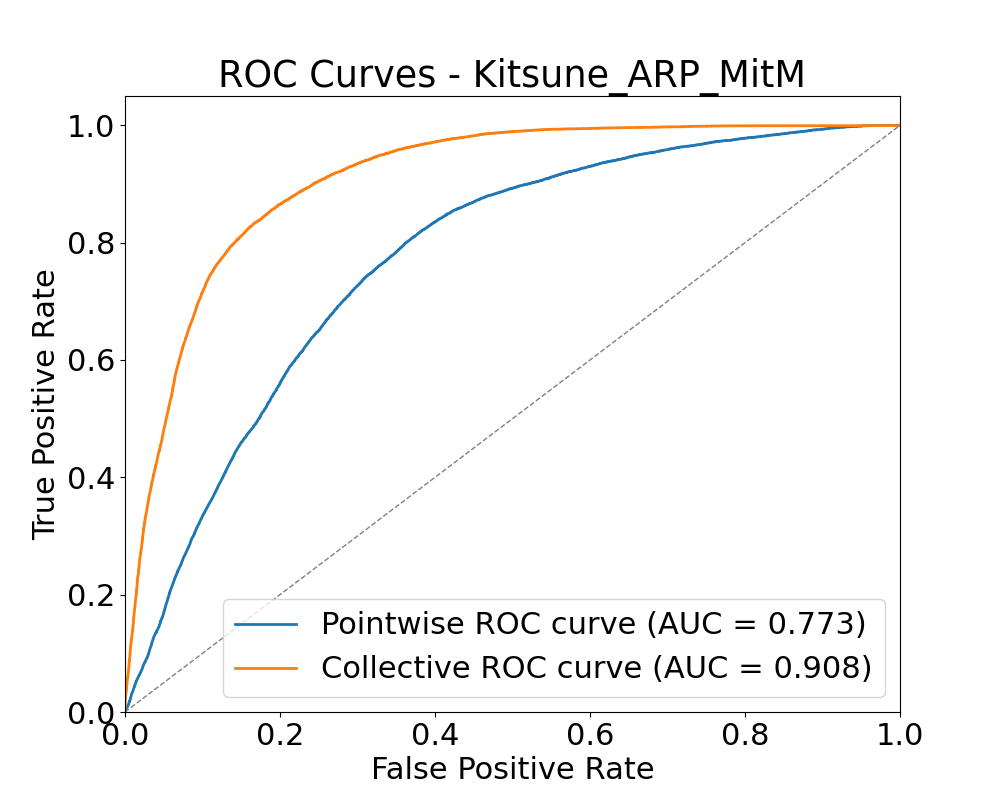 ROC Curves - Kitsune_ARP_MitM
True Positive Rate
1.0
0.8
0.6
0.4
0.2
0.0
Pointwise ROC curve (AUC = 0.773)
Collective ROC curve (AUC = 0.908)
0.0 0.2 0.4 0.6 0.8 1.0
False Positive Rate